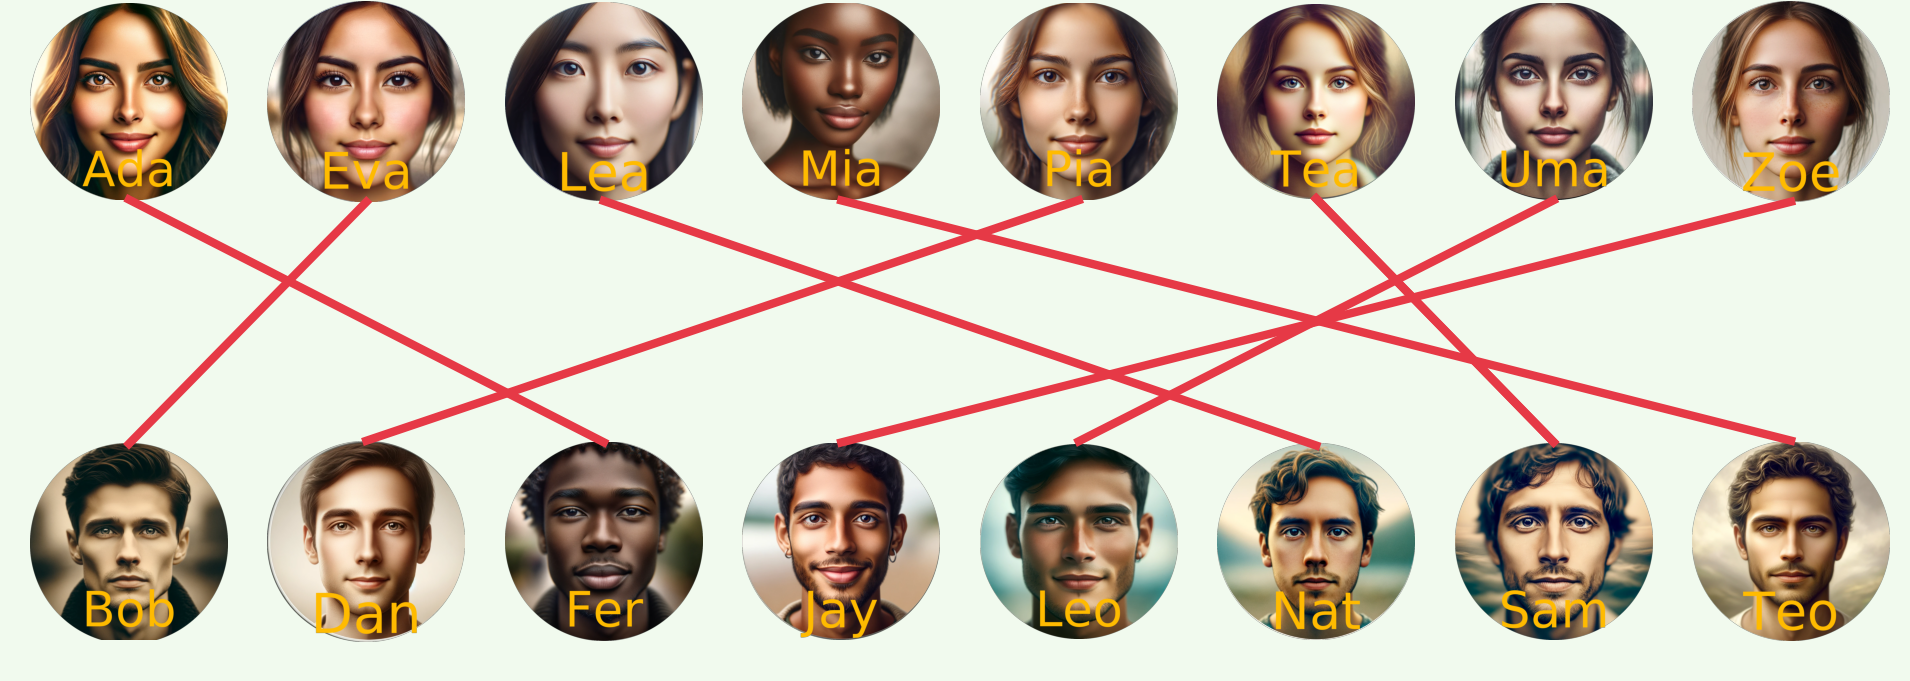 Ada
Eva
Lea
Mia
Pia
Tea
Uma
Zoe
Bob
Dan
Fer
Jay
Leo
Nat
Sam
Teo